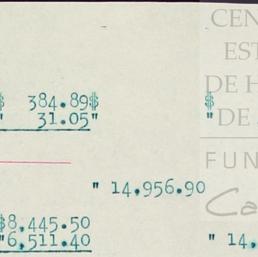 $ 384.89$ $
" 31.05" "
" 14.956.90
$8,445.50
"6,511.40 " 14.
CEN
EST
DE H
DE
FUN
Ca